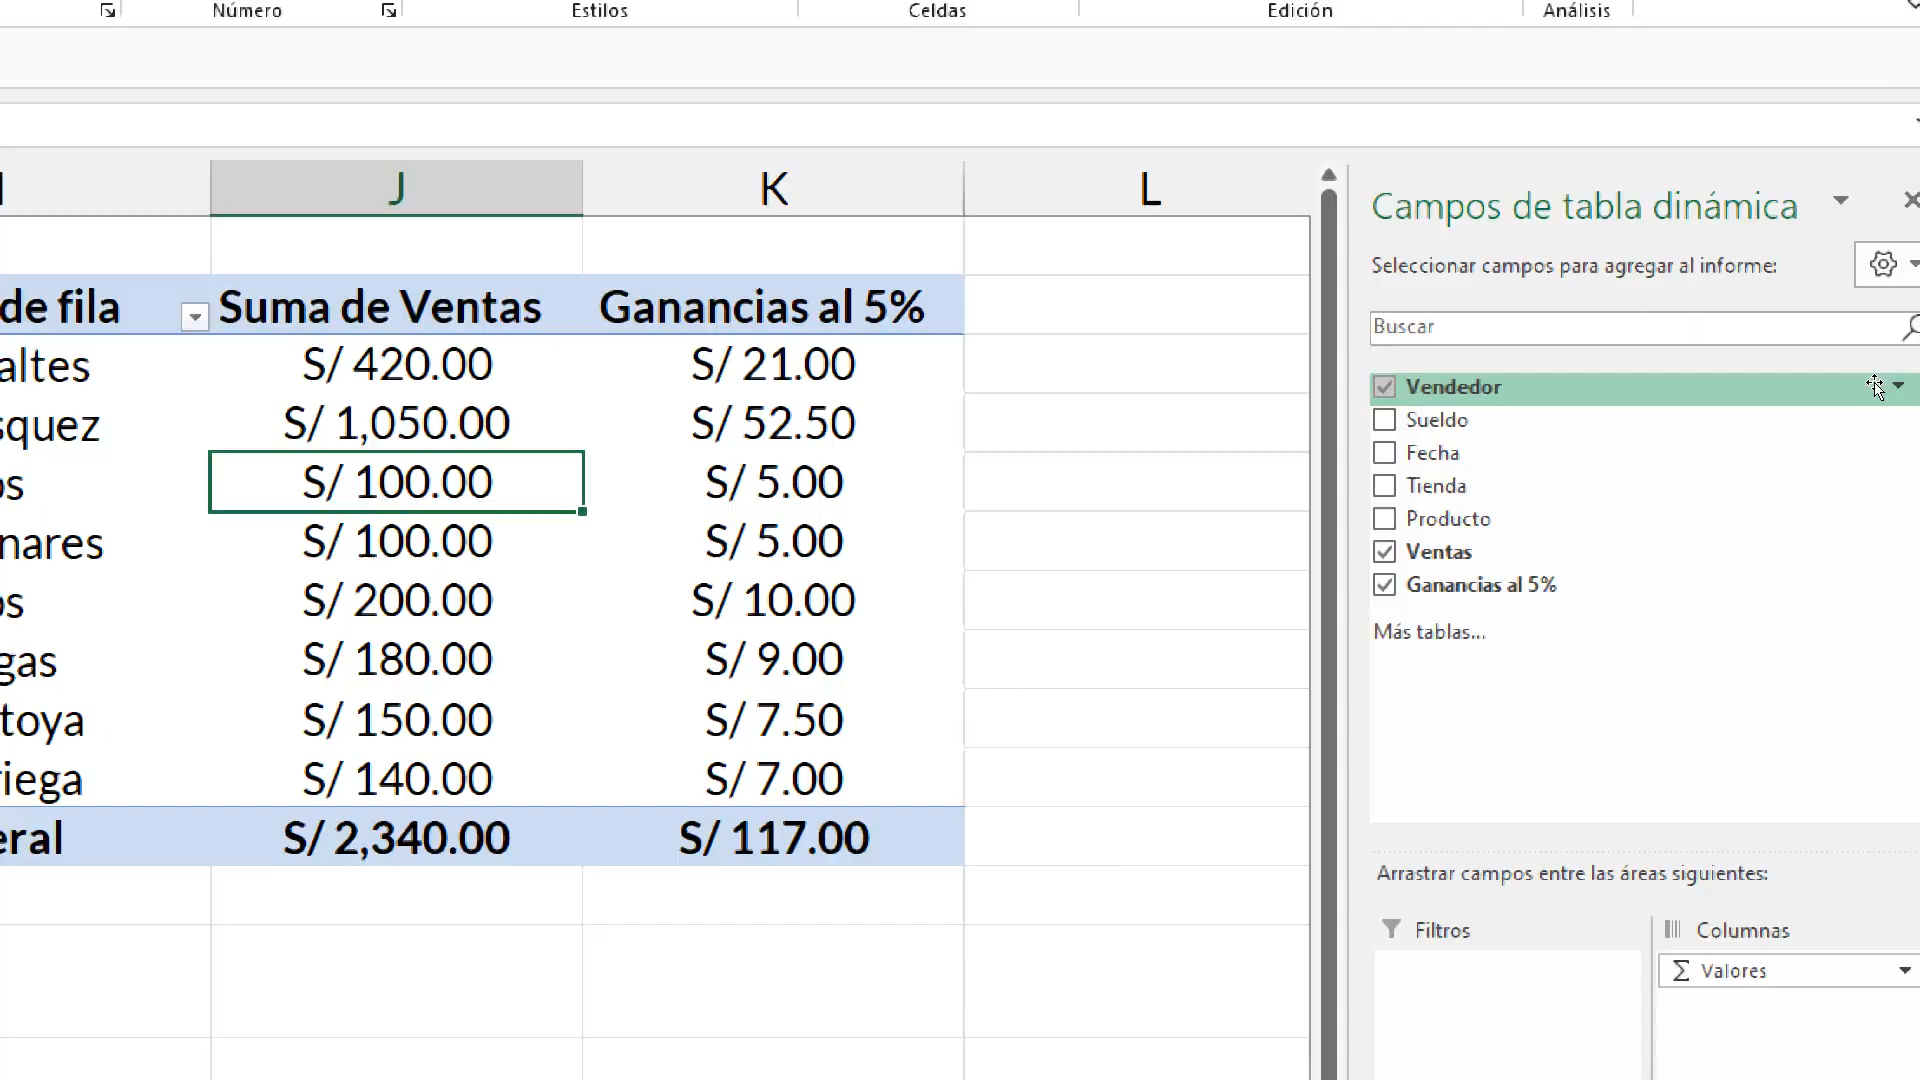 Número Estilos Celdas Edición Análisis
J K L
de fila Suma de Ventas Ganancias al 5%
altes S/ 420.00 S/ 21.00
squez S/ 1,050.00 S/ 52.50
os S/ 100.00 S/ 5.00
nares S/ 100.00 S/ 5.00
os S/ 200.00 S/ 10.00
gas S/ 180.00 S/ 9.00
toya S/ 150.00 S/ 7.50
riega S/ 140.00 S/ 7.00
eral S/ 2,340.00 S/ 117.00
Campos de tabla dinámica
Seleccionar campos para agregar al informe:
Buscar
Vendedor
Sueldo
Fecha
Tienda
Producto
Ventas
Ganancias al 5%
Más tablas...
Arrastrar campos entre las áreas siguientes:
Filtros
Columnas
Σ Valores